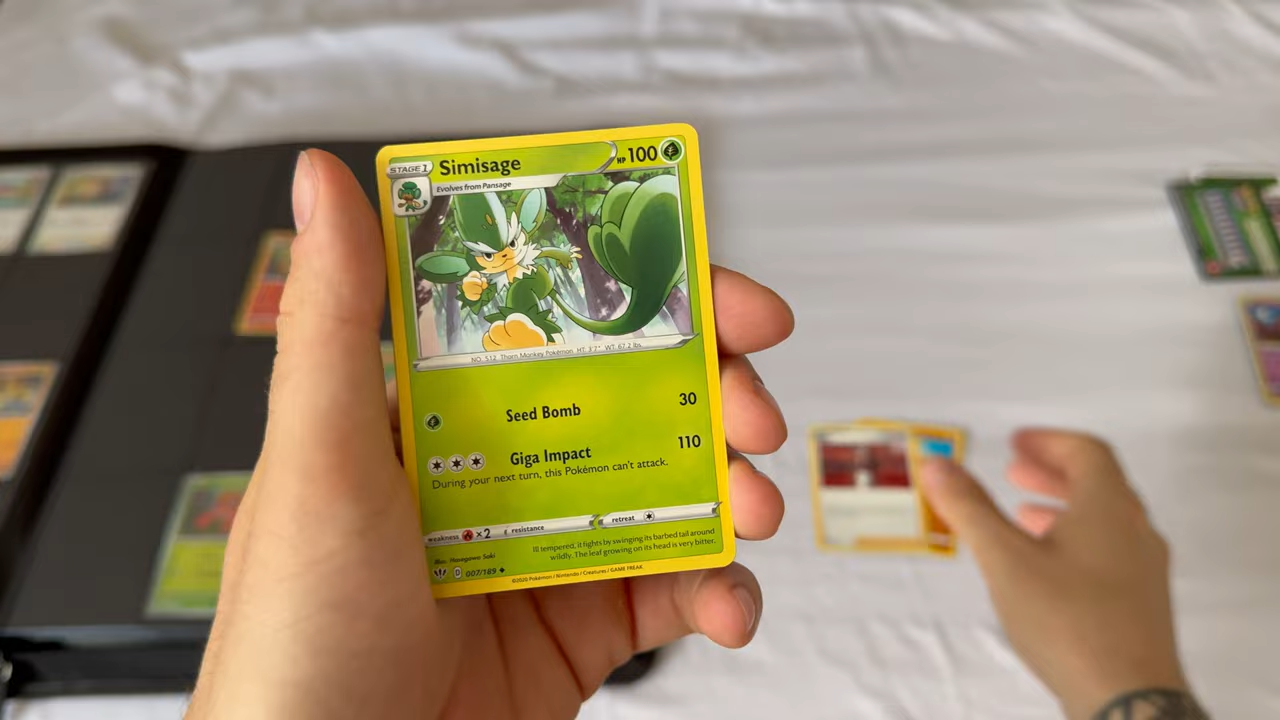 STAGE 1 Simisage HP 100
Evolves from Pansage
NO. 512 Thorn Monkey Pokémon HT: 3'7" WT: 67.2 lbs.
Seed Bomb 30
Giga Impact 110
During your next turn, this Pokémon can't attack.
weakness ×2 resistance retreat
Ill tempered, it fights by swinging its barbed tail around
wildly. The leaf growing on its head is very bitter.
Illus. Hasegawa Saki
D 007/189
©2020 Pokémon / Nintendo / Creatures / GAME FREAK